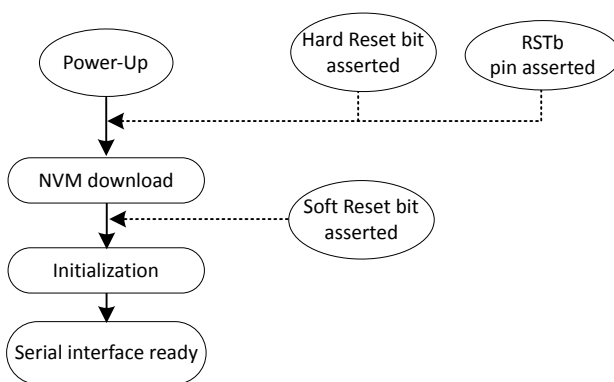 Power-Up
Hard Reset bit
asserted
RSTb
pin asserted
NVM download
Soft Reset bit
asserted
Initialization
Serial interface ready